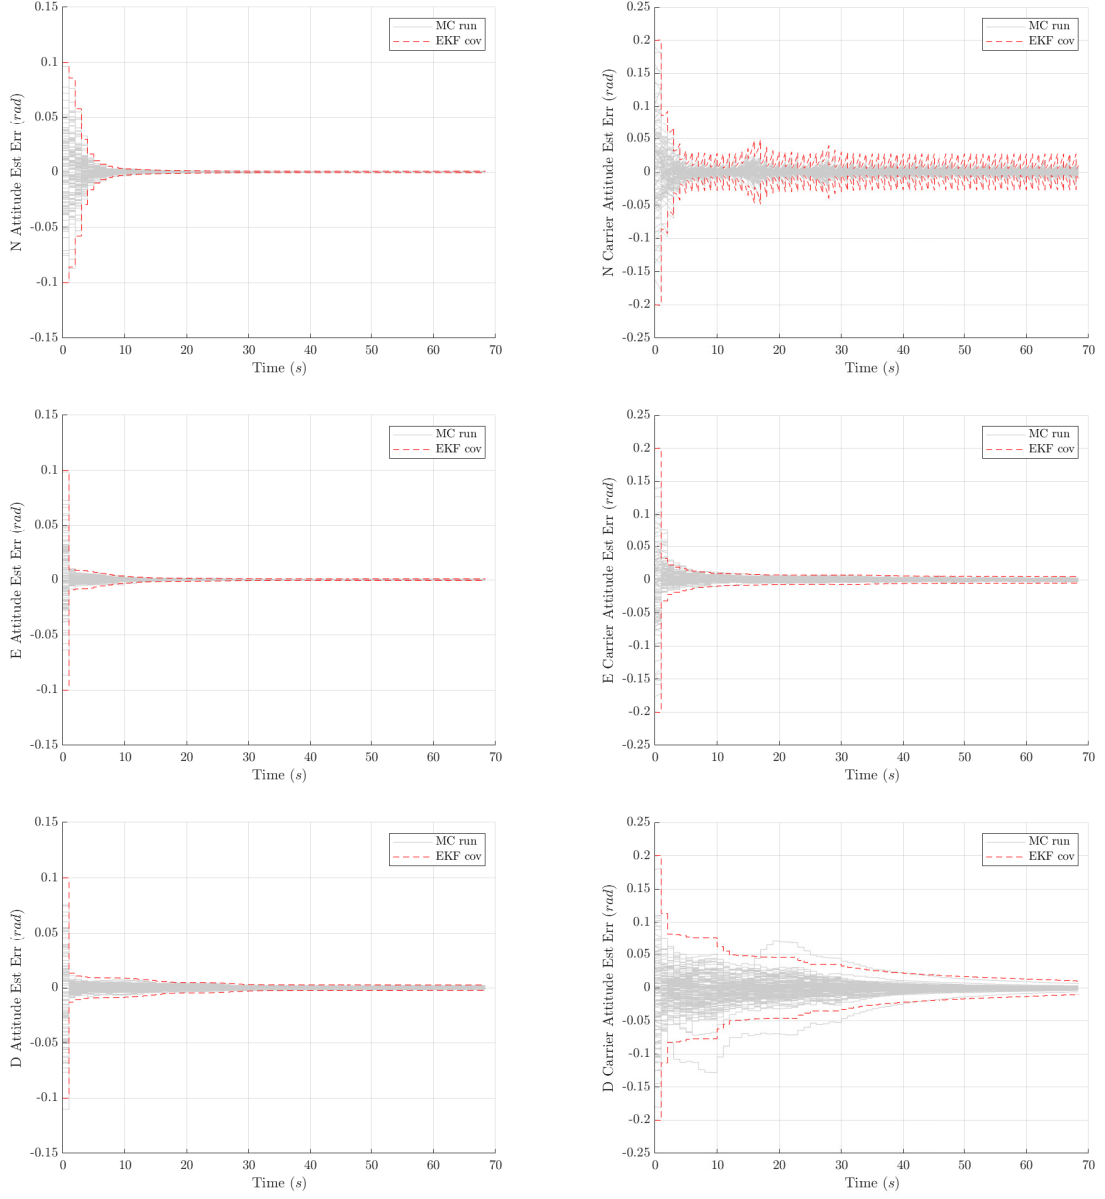 0.15
0.1
0.05
0
-0.05
-0.1
-0.15
N Attitude Est Err (rad)
0 10 20 30 40 50 60 70
Time (s)
MC run
EKF cov
0.25
0.2
0.15
0.1
0.05
0
-0.05
-0.1
-0.15
-0.2
-0.25
N Carrier Attitude Est Err (rad)
0 10 20 30 40 50 60 70
Time (s)
MC run
EKF cov
0.15
0.1
0.05
0
-0.05
-0.1
-0.15
E Attitude Est Err (rad)
0 10 20 30 40 50 60 70
Time (s)
MC run
EKF cov
0.25
0.2
0.15
0.1
0.05
0
-0.05
-0.1
-0.15
-0.2
-0.25
E Carrier Attitude Est Err (rad)
0 10 20 30 40 50 60 70
Time (s)
MC run
EKF cov
0.15
0.1
0.05
0
-0.05
-0.1
-0.15
D Attitude Est Err (rad)
0 10 20 30 40 50 60 70
Time (s)
MC run
EKF cov
0.25
0.2
0.15
0.1
0.05
0
-0.05
-0.1
-0.15
-0.2
-0.25
D Carrier Attitude Est Err (rad)
0 10 20 30 40 50 60 70
Time (s)
MC run
EKF cov